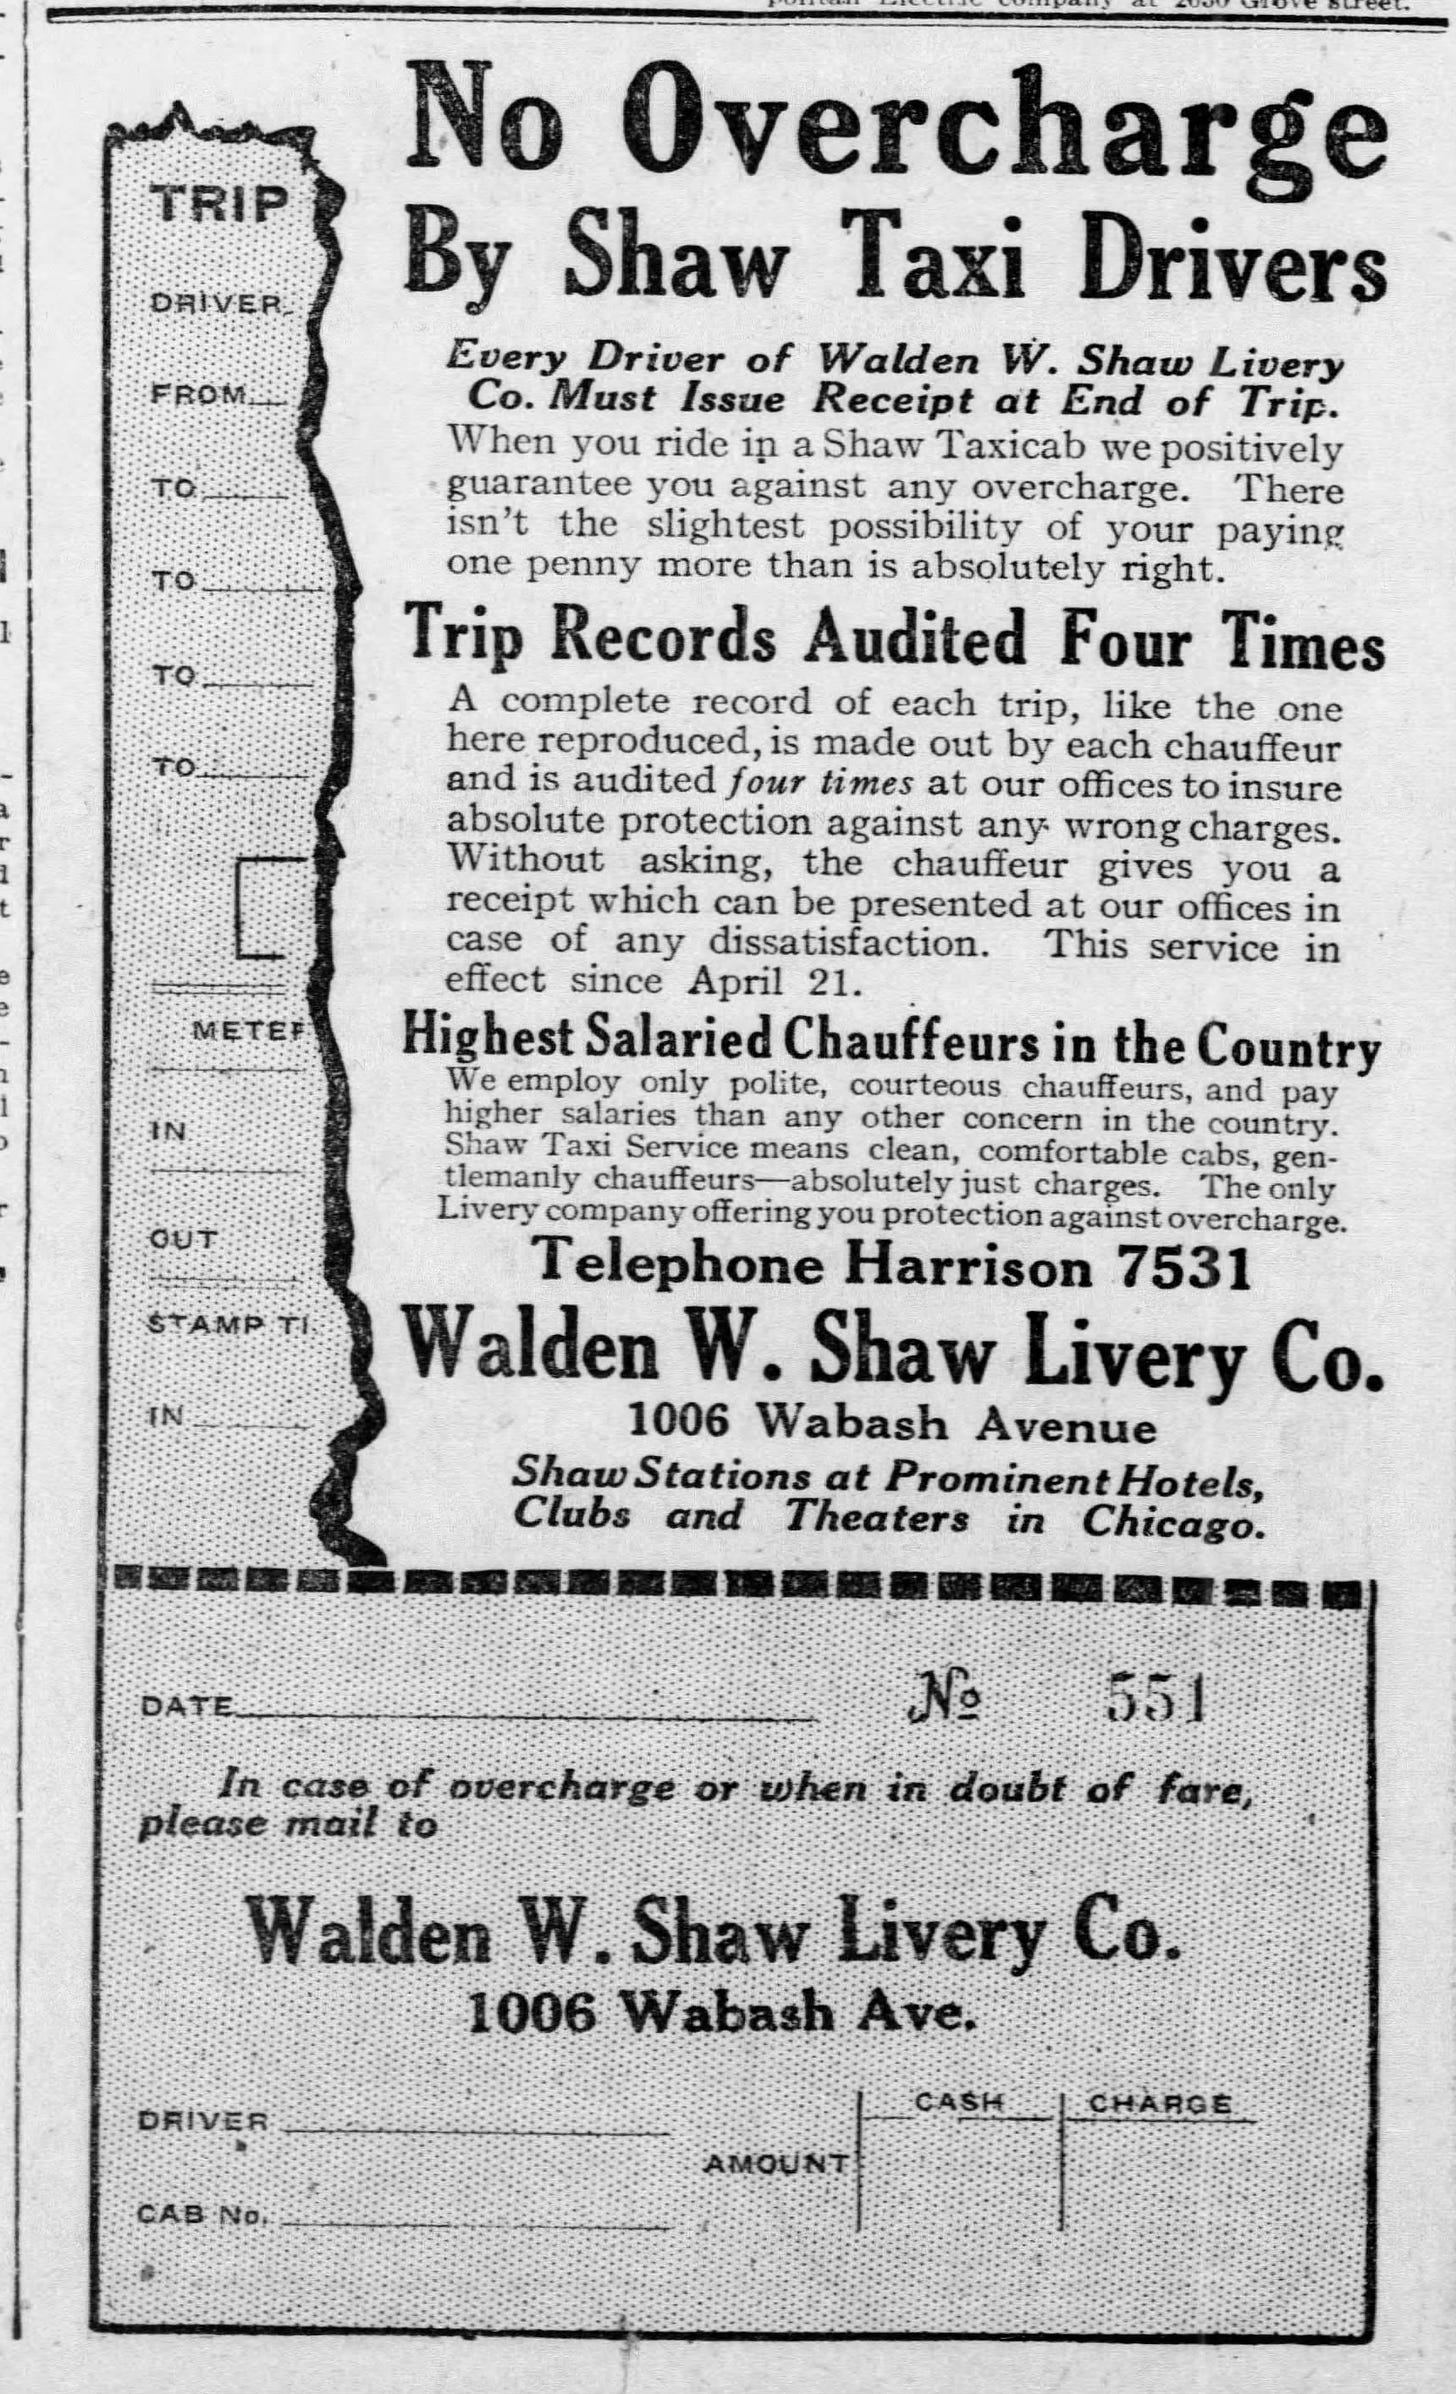 Grove street.
No Overcharge
By Shaw Taxi Drivers
Every Driver of Walden W. Shaw Livery
Co. Must Issue Receipt at End of Trip.
When you ride in a Shaw Taxicab we positively
guarantee you against any overcharge. There
isn't the slightest possibility of your paying
one penny more than is absolutely right.
Trip Records Audited Four Times
A complete record of each trip, like the one
here reproduced, is made out by each chauffeur
and is audited four times at our offices to insure
absolute protection against any wrong charges.
Without asking, the chauffeur gives you a
receipt which can be presented at our offices in
case of any dissatisfaction. This service in
effect since April 21.
Highest Salaried Chauffeurs in the Country
We employ only polite, courteous chauffeurs, and pay
higher salaries than any other concern in the country.
Shaw Taxi Service means clean, comfortable cabs, gen-
tlemanly chauffeurs—absolutely just charges. The only
Livery company offering you protection against overcharge.
Telephone Harrison 7531
Walden W. Shaw Livery Co.
1006 Wabash Avenue
Shaw Stations at Prominent Hotels,
Clubs and Theaters in Chicago.
TRIP
DRIVER
FROM
TO
TO
TO
TO
METER
IN
OUT
STAMP TI
IN
DATE No 551
In case of overcharge or when in doubt of fare,
please mail to
Walden W. Shaw Livery Co.
1006 Wabash Ave.
CASH CHARGE
DRIVER
AMOUNT
CAB No.